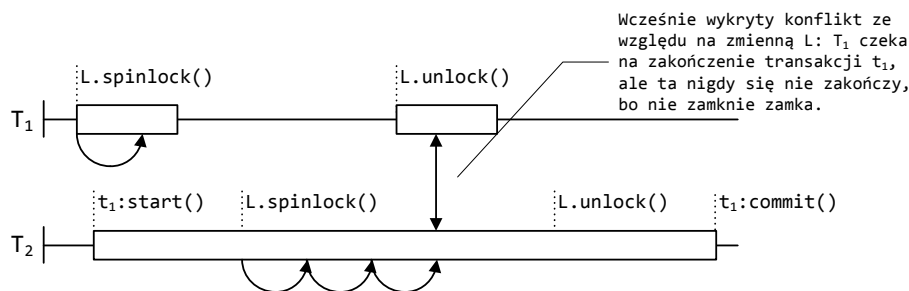 Wcześnie wykryty konflikt ze
względu na zmienną L: T₁ czeka
na zakończenie transakcji t₁,
ale ta nigdy się nie zakończy,
bo nie zamknie zamka.
L.spinlock()
L.unlock()
T₁
t₁:start()
L.spinlock()
L.unlock()
t₁:commit()
T₂